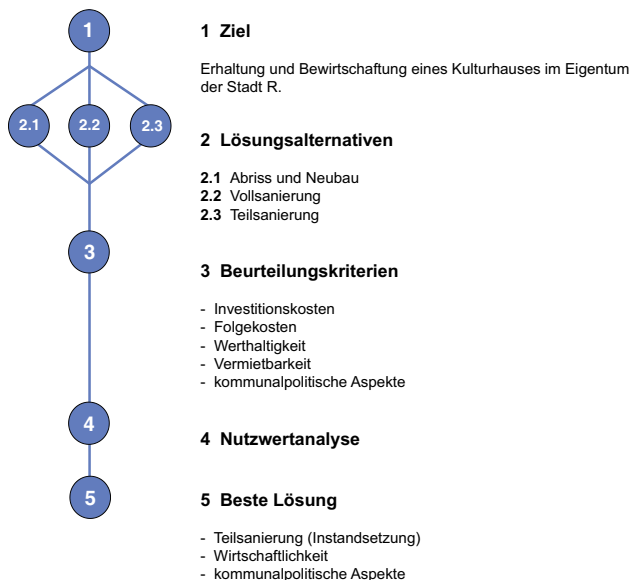 1
1 Ziel
Erhaltung und Bewirtschaftung eines Kulturhauses im Eigentum
der Stadt R.
2.1 2.2 2.3
2 Lösungsalternativen
2.1 Abriss und Neubau
2.2 Vollsanierung
2.3 Teilsanierung
3
3 Beurteilungskriterien
- Investitionskosten
- Folgekosten
- Werthaltigkeit
- Vermietbarkeit
- kommunalpolitische Aspekte
4
4 Nutzwertanalyse
5
5 Beste Lösung
- Teilsanierung (Instandsetzung)
- Wirtschaftlichkeit
- kommunalpolitische Aspekte